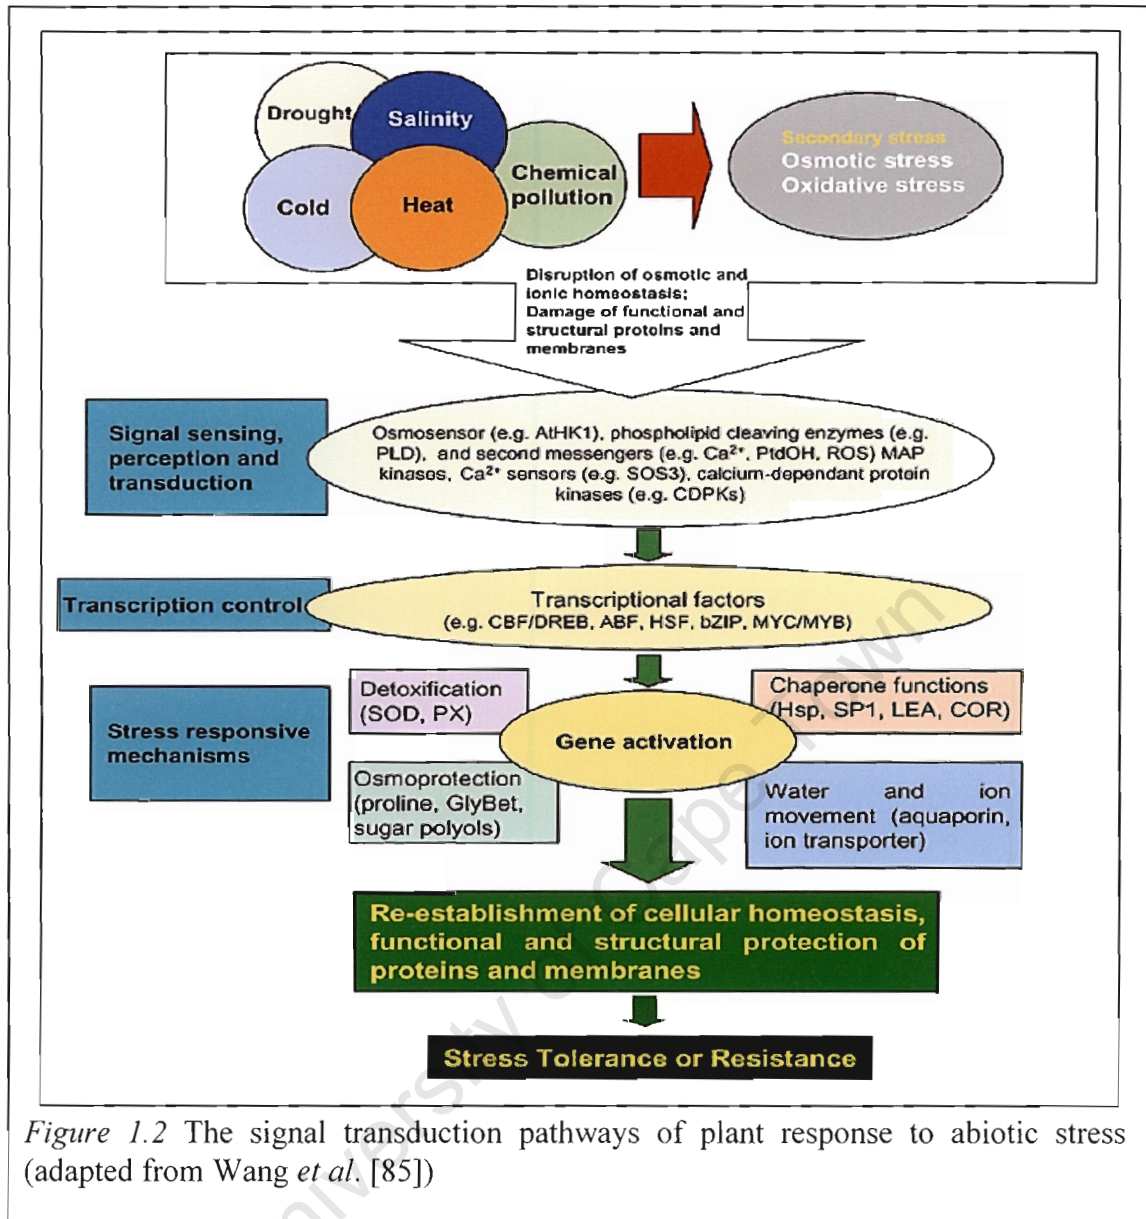 Drought
Salinity
Cold
Heat
Chemical
pollution
Secondary stress
Osmotic stress
Oxidative stress
Disruption of osmotic and
ionic homeostasis;
Damage of functional and
structural proteins and
membranes
Signal sensing,
perception and
transduction
Osmosensor (e.g. AtHK1), phospholipid cleaving enzymes (e.g.
PLD), and second messengers (e.g. Ca²⁺, PtdOH, ROS) MAP
kinases, Ca²⁺ sensors (e.g. SOS3), calcium-dependant protein
kinases (e.g. CDPKs)
Transcription control
Transcriptional factors
(e.g. CBF/DREB, ABF, HSF, bZIP, MYC/MYB)
Stress responsive
mechanisms
Detoxification
(SOD, PX)
Chaperone functions
(Hsp, SP1, LEA, COR)
Gene activation
Osmoprotection
(proline, GlyBet,
sugar polyols)
Water and ion
movement (aquaporin,
ion transporter)
Re-establishment of cellular homeostasis,
functional and structural protection of
proteins and membranes
Stress Tolerance or Resistance
Figure 1.2 The signal transduction pathways of plant response to abiotic stress
(adapted from Wang et al. [85])
University of Cape Town